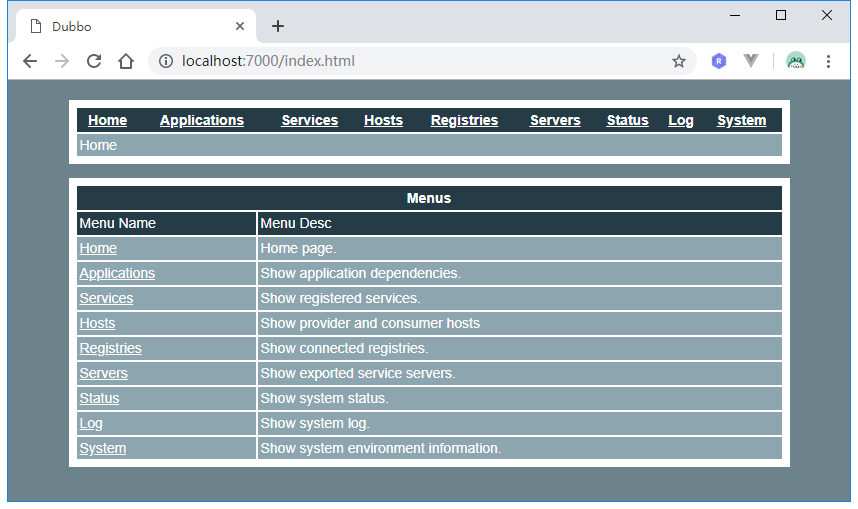 Dubbo
localhost:7000/index.html
R
Home Applications Services Hosts Registries Servers Status Log System
Home
Menus
Menu Name Menu Desc
Home Home page.
Applications Show application dependencies.
Services Show registered services.
Hosts Show provider and consumer hosts
Registries Show connected registries.
Servers Show exported service servers.
Status Show system status.
Log Show system log.
System Show system environment information.